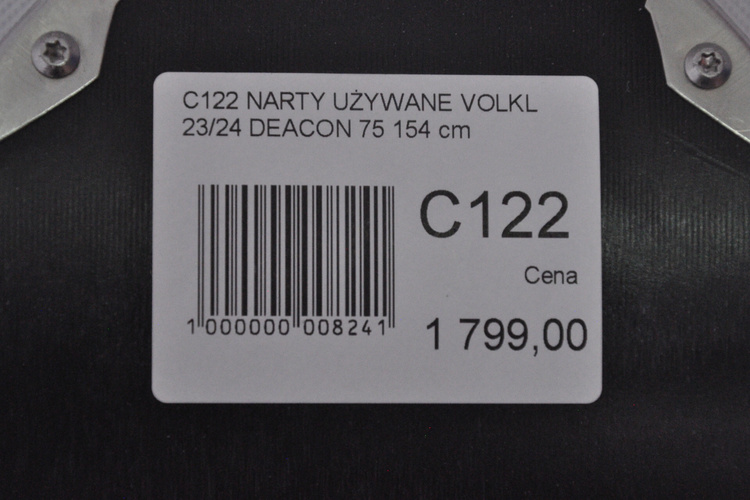 C122 NARTY UŻYWANE VOLKL
23/24 DEACON 75 154 cm
C122
Cena
1 000000 008241
1 799,00